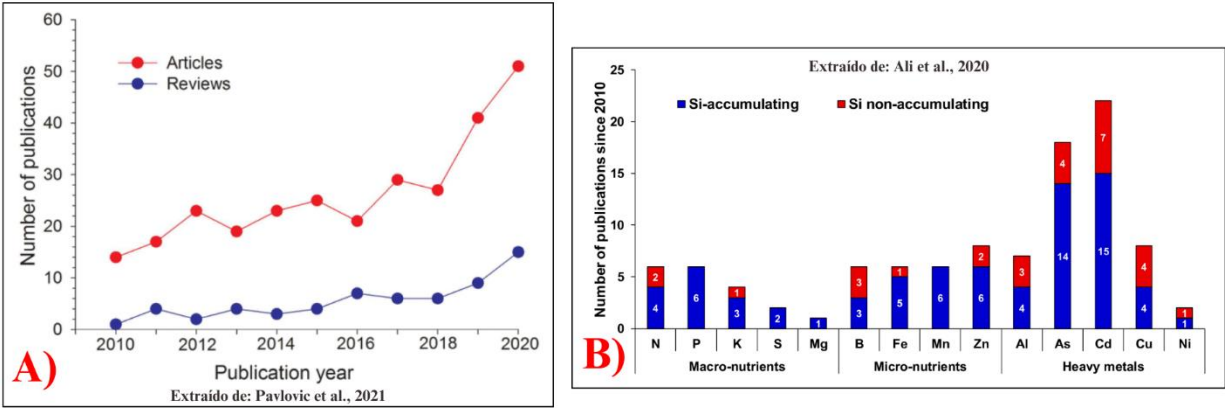 60
50
40
30
20
10
0
Number of publications
Articles
Reviews
2010 2012 2014 2016 2018 2020
Publication year
A)
Extraído de: Pavlovic et al., 2021
Extraído de: Ali et al., 2020
Si-accumulating Si non-accumulating
Number of publications since 2010
25
20
15
10
5
0
2 1 3 1 2 3 4 7 4 1
4 6 3 2 1 3 5 6 6 4 14 15 4 1
N P K S Mg B Fe Mn Zn Al As Cd Cu Ni
Macro-nutrients Micro-nutrients Heavy metals
B)